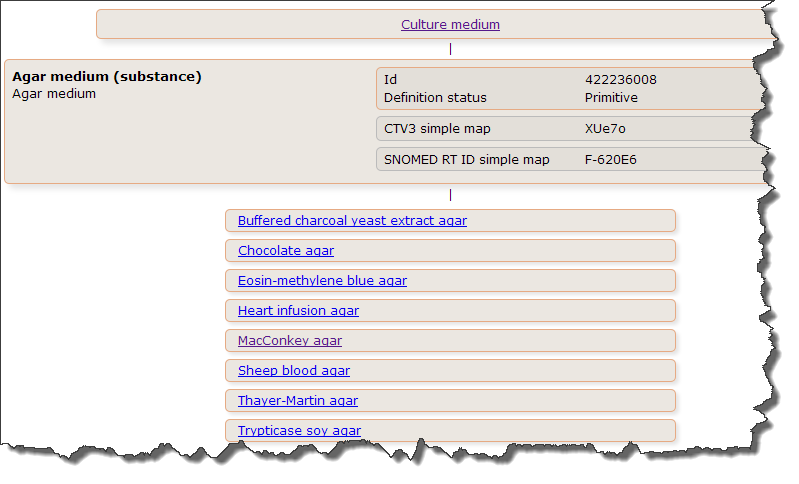 Culture medium
Agar medium (substance)
Agar medium
Id 422236008
Definition status Primitive
CTV3 simple map XUe7o
SNOMED RT ID simple map F-620E6
Buffered charcoal yeast extract agar
Chocolate agar
Eosin-methylene blue agar
Heart infusion agar
MacConkey agar
Sheep blood agar
Thayer-Martin agar
Trypticase soy agar